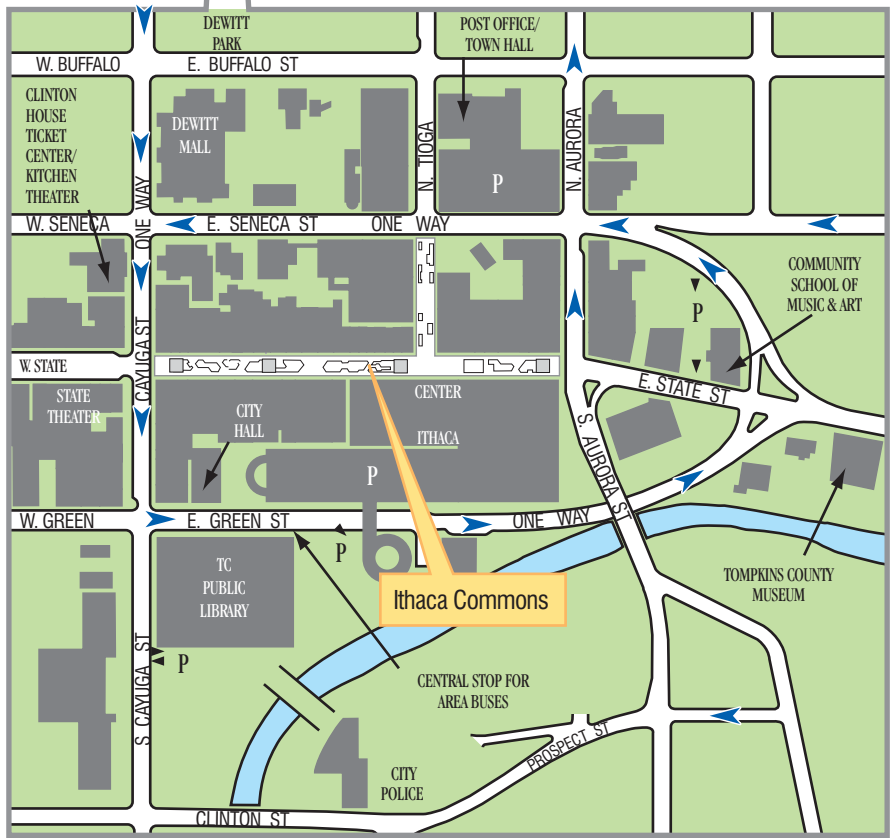 DEWITT
PARK
POST OFFICE/
TOWN HALL
W. BUFFALO
E. BUFFALO ST
CLINTON
HOUSE
TICKET
CENTER/
KITCHEN
THEATER
DEWITT
MALL
N. TIOGA
P
N. AURORA
ONE WAY
W. SENECA
E. SENECA ST
ONE WAY
COMMUNITY
SCHOOL OF
MUSIC & ART
P
CAYUGA ST
W. STATE
E. STATE ST
STATE
THEATER
CITY
HALL
CENTER
ITHACA
P
S. AURORA ST
W. GREEN
E. GREEN ST
ONE WAY
P
TC
PUBLIC
LIBRARY
Ithaca Commons
TOMPKINS COUNTY
MUSEUM
S CAYUGA ST
P
CENTRAL STOP FOR
AREA BUSES
PROSPECT ST
CITY
POLICE
CLINTON ST